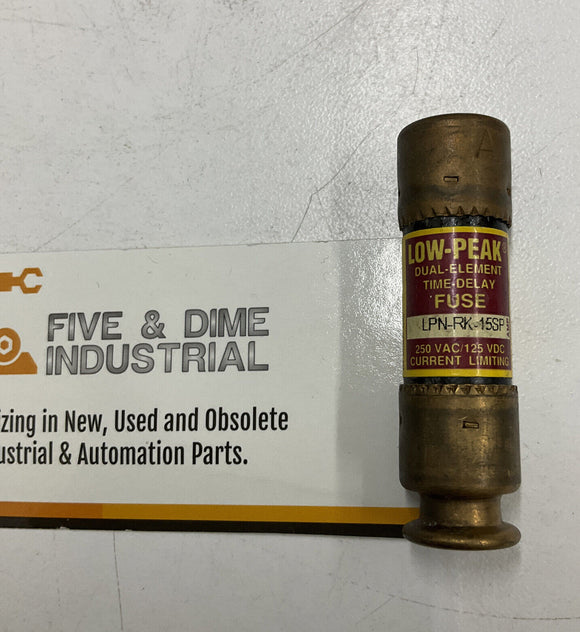 FIVE & DIME
INDUSTRIAL
izing in New, Used and Obsolete
ustrial & Automation Parts.
A
LOW-PEAK®
DUAL-ELEMENT
TIME-DELAY
FUSE
LPN-RK-15SP
250 VAC/125 VDC
CURRENT LIMITING